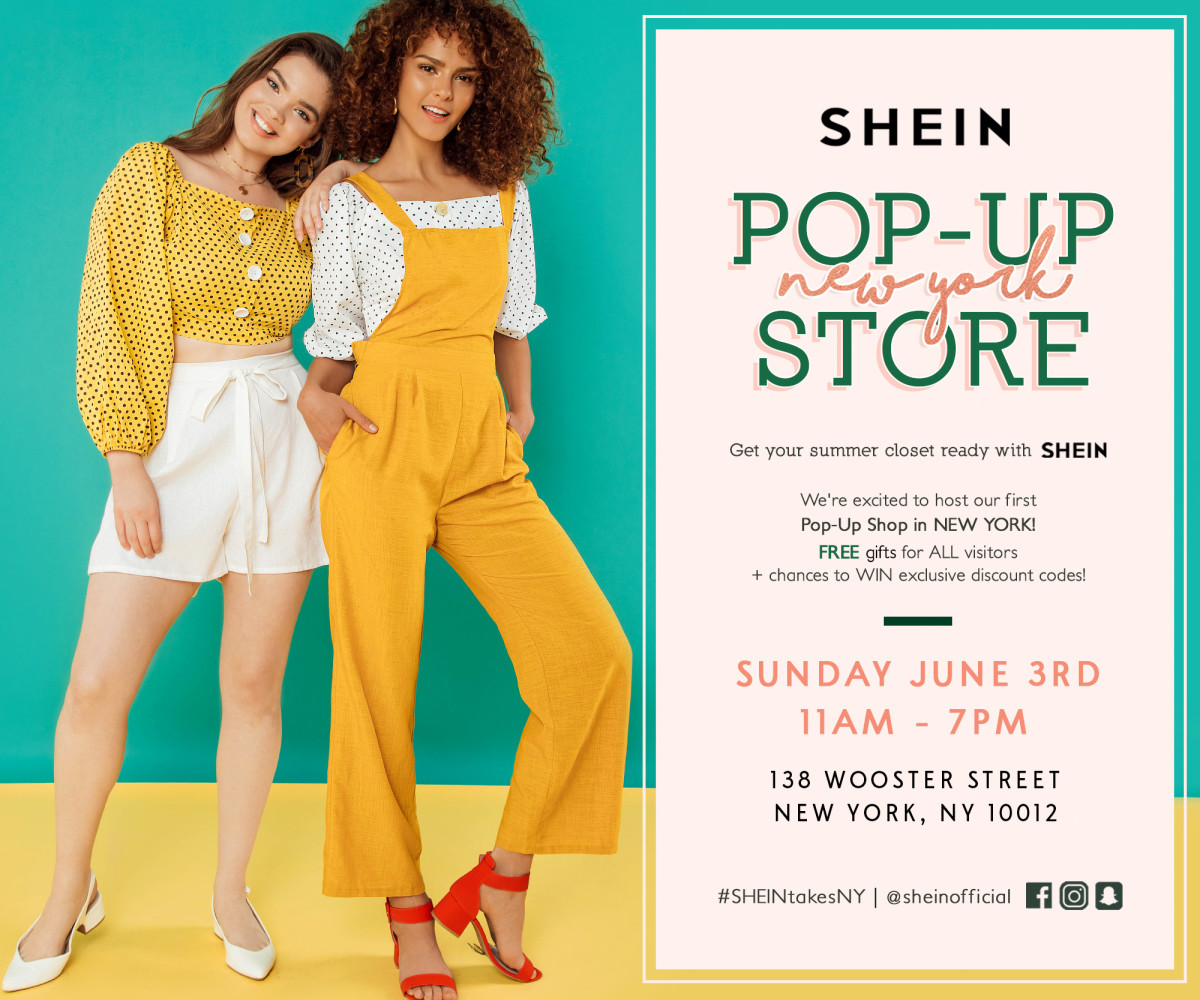 SHEIN
POP-UP
new york
STORE
Get your summer closet ready with SHEIN
We're excited to host our first
Pop-Up Shop in NEW YORK!
FREE gifts for ALL visitors
+ chances to WIN exclusive discount codes!
SUNDAY JUNE 3RD
11AM - 7PM
138 WOOSTER STREET
NEW YORK, NY 10012
#SHEINtakesNY | @sheinofficial